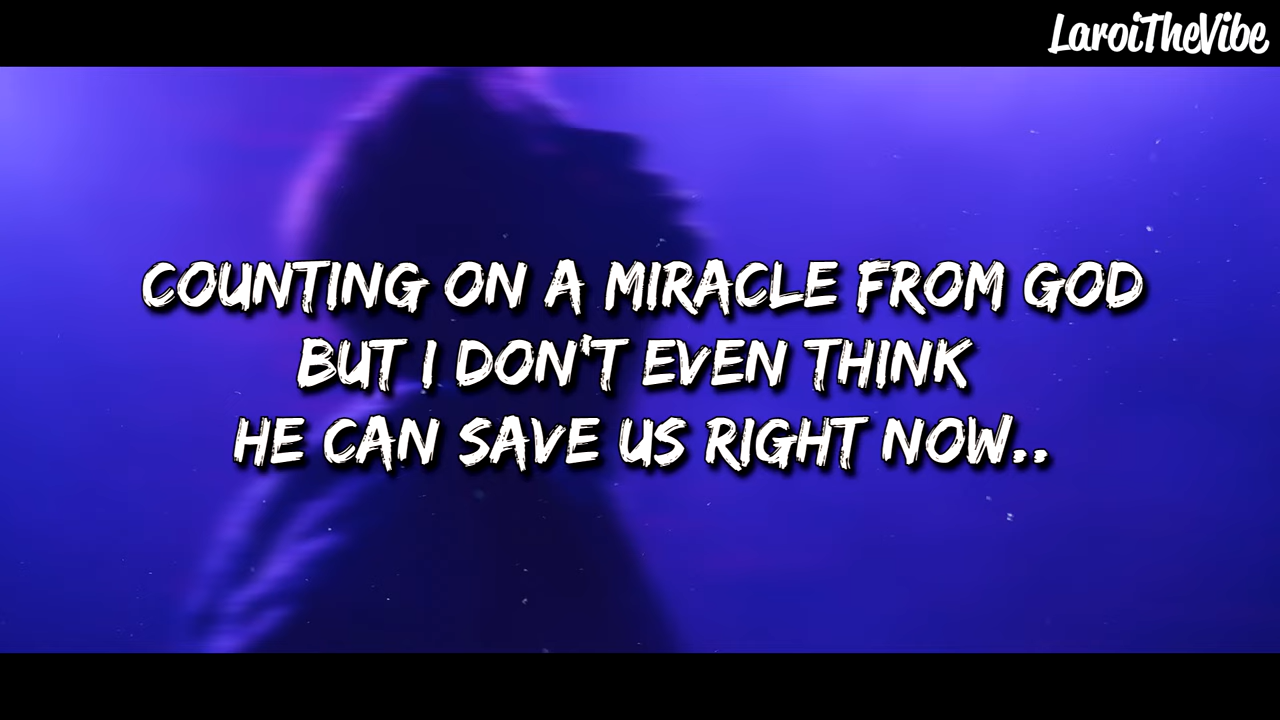 LaroiTheVibe
COUNTING ON A MIRACLE FROM GOD
BUT I DON'T EVEN THINK
HE CAN SAVE US RIGHT NOW..